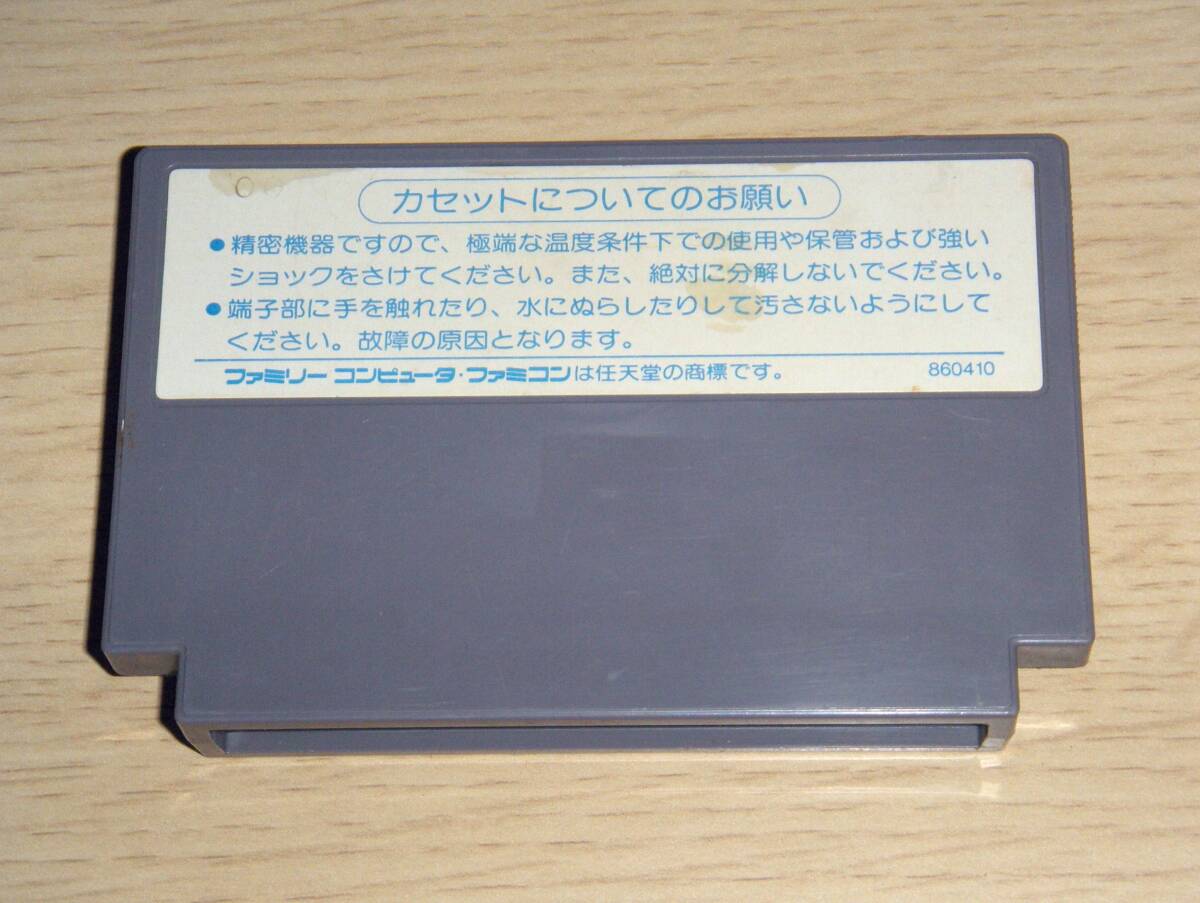 カセットについてのお願い
●精密機器ですので、極端な温度条件下での使用や保管および強い
ショックをさけてください。また、絶対に分解しないでください。
●端子部に手を触れたり、水にぬらしたりして汚さないようにして
ください。故障の原因となります。
ファミリー コンピュータ・ファミコンは任天堂の商標です。 860410